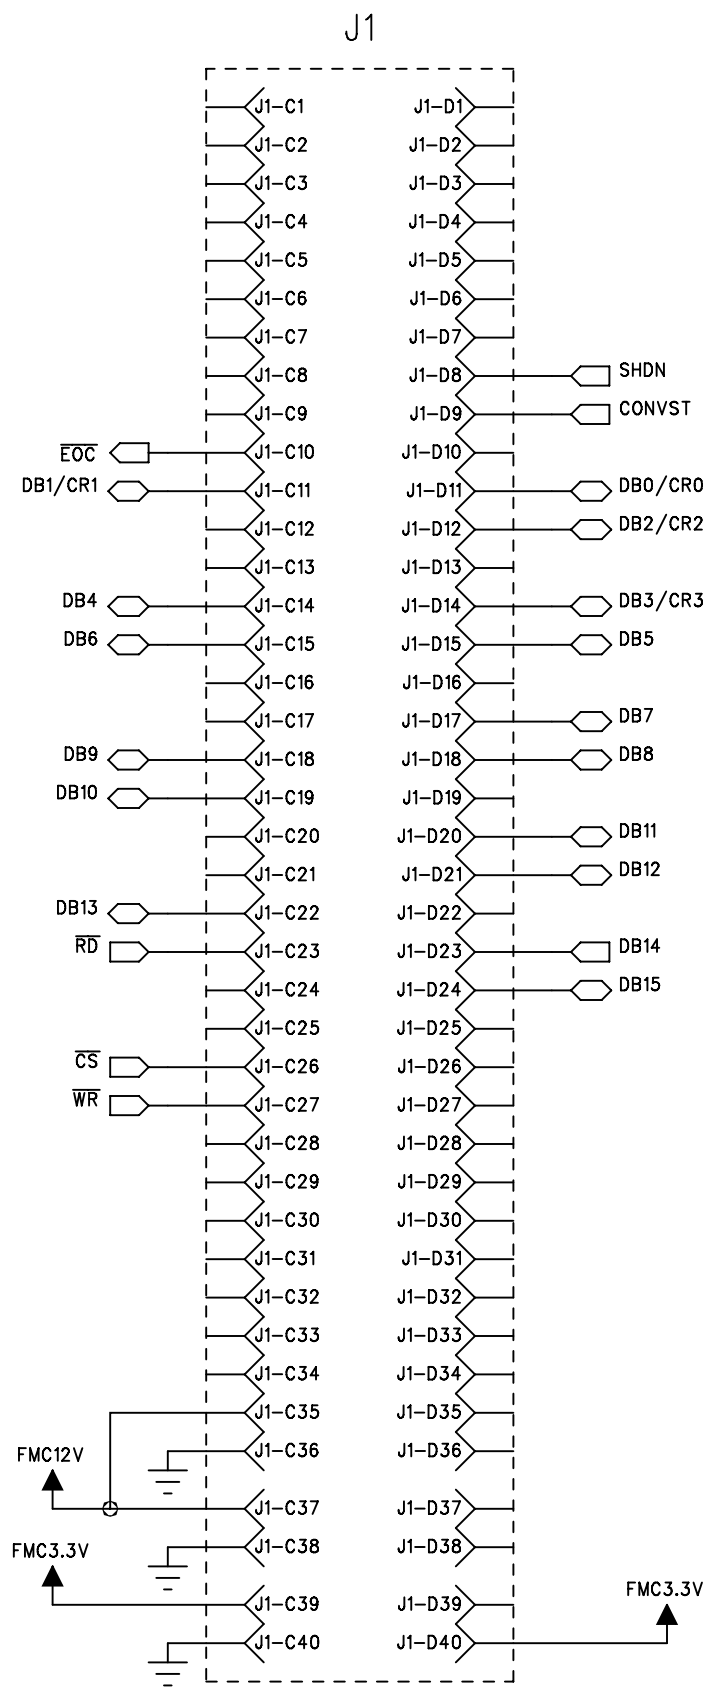 J1
J1-C1 J1-D1
J1-C2 J1-D2
J1-C3 J1-D3
J1-C4 J1-D4
J1-C5 J1-D5
J1-C6 J1-D6
J1-C7 J1-D7
J1-C8 J1-D8 SHDN
J1-C9 J1-D9 CONVST
EOC J1-C10 J1-D10
DB1/CR1 J1-C11 J1-D11 DB0/CR0
J1-C12 J1-D12 DB2/CR2
J1-C13 J1-D13
DB4 J1-C14 J1-D14 DB3/CR3
DB6 J1-C15 J1-D15 DB5
J1-C16 J1-D16
J1-C17 J1-D17 DB7
DB9 J1-C18 J1-D18 DB8
DB10 J1-C19 J1-D19
J1-C20 J1-D20 DB11
J1-C21 J1-D21 DB12
DB13 J1-C22 J1-D22
RD J1-C23 J1-D23 DB14
J1-C24 J1-D24 DB15
J1-C25 J1-D25
CS J1-C26 J1-D26
WR J1-C27 J1-D27
J1-C28 J1-D28
J1-C29 J1-D29
J1-C30 J1-D30
J1-C31 J1-D31
J1-C32 J1-D32
J1-C33 J1-D33
J1-C34 J1-D34
J1-C35 J1-D35
J1-C36 J1-D36
FMC12V
J1-C37 J1-D37
J1-C38 J1-D38
FMC3.3V
J1-C39 J1-D39
FMC3.3V
J1-C40 J1-D40